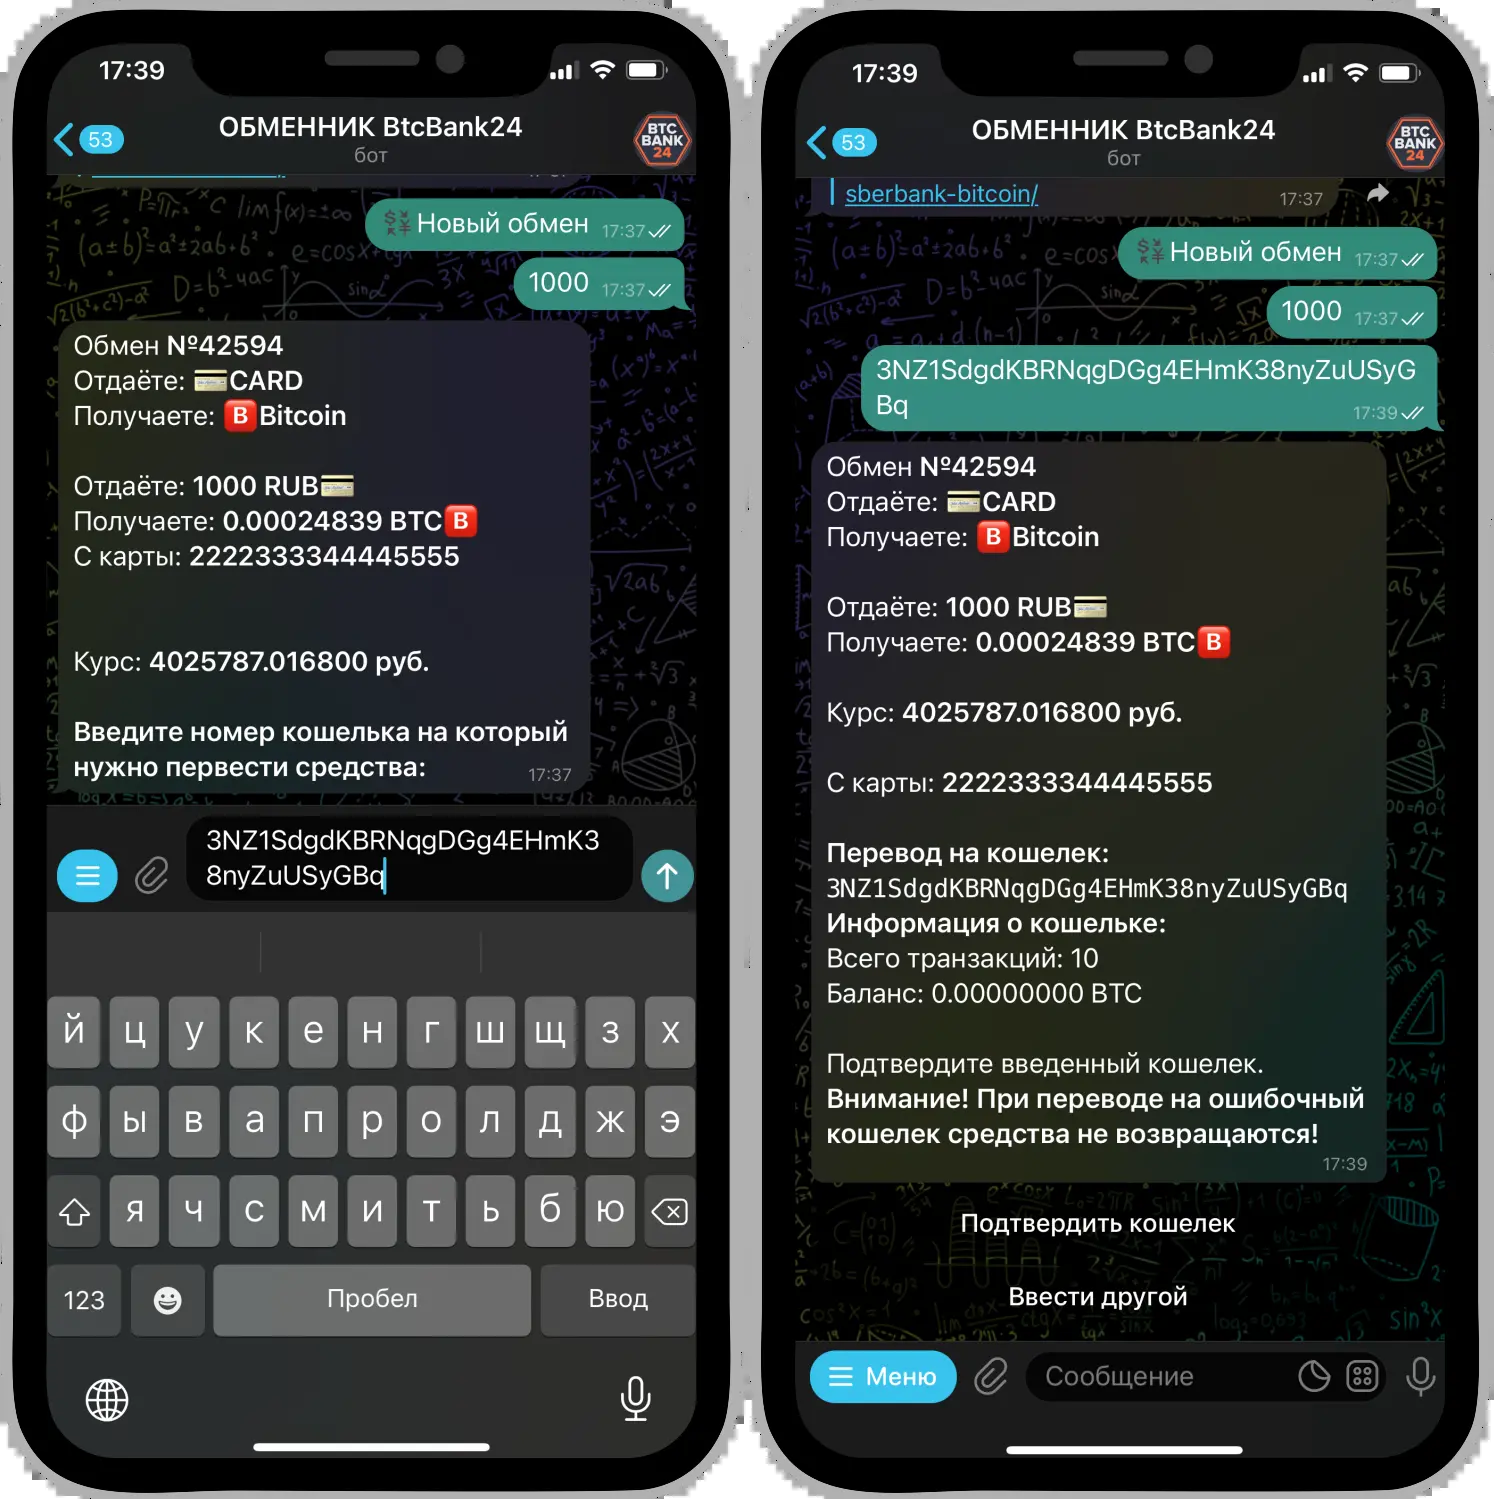 17:39
53
ОБМЕННИК BtcBank24
бот
BTC
BANK
24
Новый обмен 17:37
1000 17:37
Обмен №42594
Отдаёте: 💳CARD
Получаете: 🅱Bitcoin
Отдаёте: 1000 RUB💳
Получаете: 0.00024839 BTC🅱
С карты: 2222333344445555
Курс: 4025787.016800 руб.
Введите номер кошелька на который
нужно первести средства: 17:37
3NZ1SdgdKBRNqgDGg4EHmK3
8nyZuUSyGBq
й ц у к е н г ш щ з х
ф ы в а п р о л д ж э
я ч с м и т ь б ю
123 Пробел Ввод
17:39
53
ОБМЕННИК BtcBank24
бот
BTC
BANK
24
sberbank-bitcoin/ 17:37
Новый обмен 17:37
1000 17:37
3NZ1SdgdKBRNqgDGg4EHmK38nyZuUSyG
Bq 17:39
Обмен №42594
Отдаёте: 💳CARD
Получаете: 🅱Bitcoin
Отдаёте: 1000 RUB💳
Получаете: 0.00024839 BTC🅱
Курс: 4025787.016800 руб.
С карты: 2222333344445555
Перевод на кошелек:
3NZ1SdgdKBRNqgDGg4EHmK38nyZuUSyGBq
Информация о кошельке:
Всего транзакций: 10
Баланс: 0.00000000 BTC
Подтвердите введенный кошелек.
Внимание! При переводе на ошибочный
кошелек средства не возвращаются!
17:39
Подтвердить кошелек
Ввести другой
Меню Сообщение